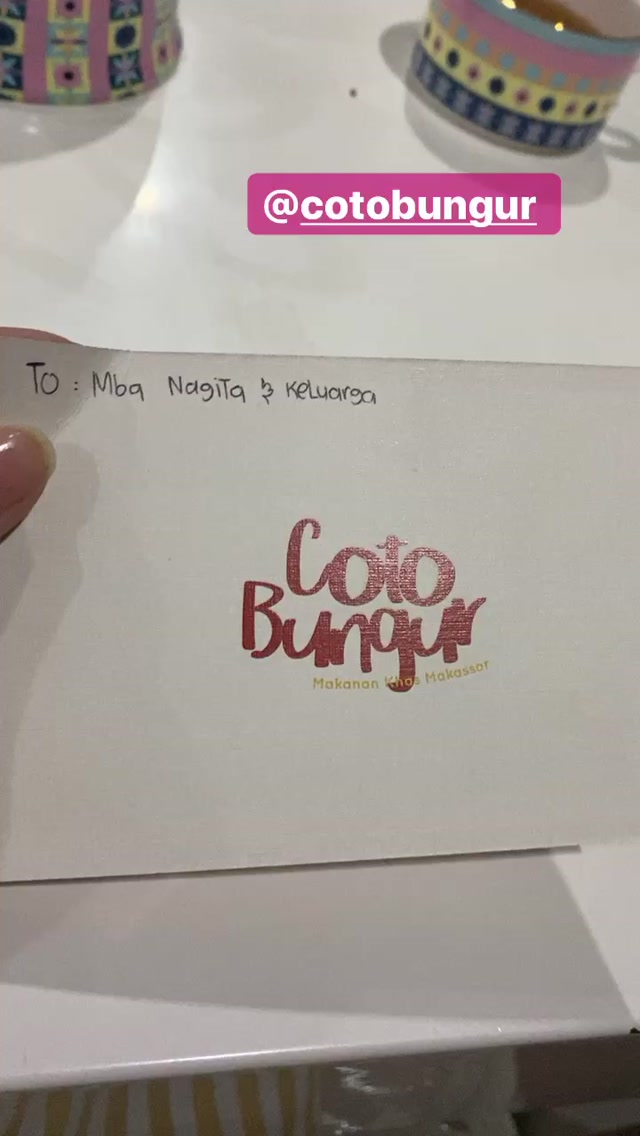 @cotobungur
To : Mba Nagita & Keluarga
Coto
Bungur
Makanan Khas Makassar